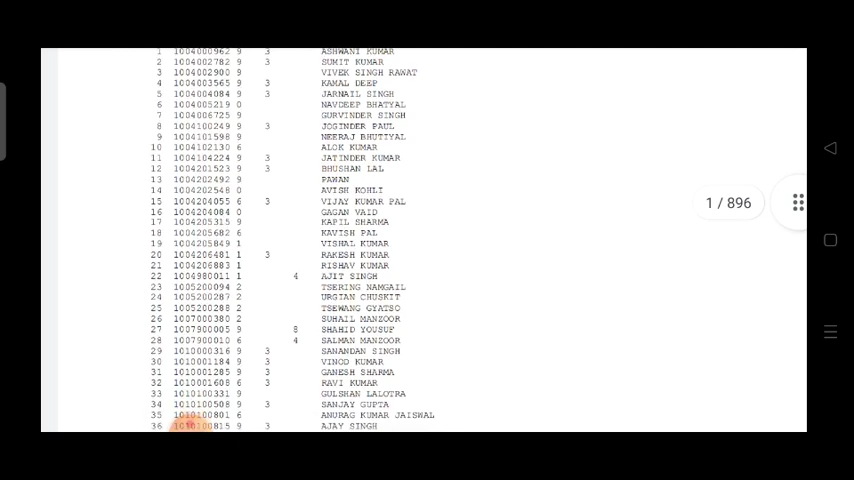 1 1004000962 9 3 ASHWANI KUMAR
2 1004002782 9 3 SUMIT KUMAR
3 1004002900 9 VIVEK SINGH RAWAT
4 1004003565 9 3 KAMAL DEEP
5 1004004084 9 3 JARNAIL SINGH
6 1004005219 0 NAVDEEP BHATYAL
7 1004006725 9 GURVINDER SINGH
8 1004100249 9 3 JOGINDER PAUL
9 1004101598 9 NEERAJ BHUTIYAL
10 1004102130 6 ALOK KUMAR
11 1004104224 9 3 JATINDER KUMAR
12 1004201523 9 3 BHUSHAN LAL
13 1004202492 9 PAWAN
14 1004202548 0 AVISH KOHLI
15 1004204055 6 3 VIJAY KUMAR PAL
1 / 896
16 1004204084 0 GAGAN VAID
17 1004205315 9 KAPIL SHARMA
18 1004205682 6 KAVISH PAL
19 1004205849 1 VISHAL KUMAR
20 1004206481 1 3 RAKESH KUMAR
21 1004206883 1 RISHAV KUMAR
22 1004980011 1 4 AJIT SINGH
23 1005200094 2 TSERING NAMGAIL
24 1005200287 2 URGIAN CHUSKIT
25 1005200288 2 TSEWANG GYATSO
26 1007000380 2 SUHAIL MANZOOR
27 1007900005 9 8 SHAHID YOUSUF
28 1007900010 6 4 SALMAN MANZOOR
29 1010000316 9 3 SANANDAN SINGH
30 1010001184 9 3 VINOD KUMAR
31 1010001285 9 3 GANESH SHARMA
32 1010001608 6 3 RAVI KUMAR
33 1010100331 9 GULSHAN LALOTRA
34 1010100508 9 3 SANJAY GUPTA
35 1010100801 6 ANURAG KUMAR JAISWAL
36 1010100815 9 3 AJAY SINGH